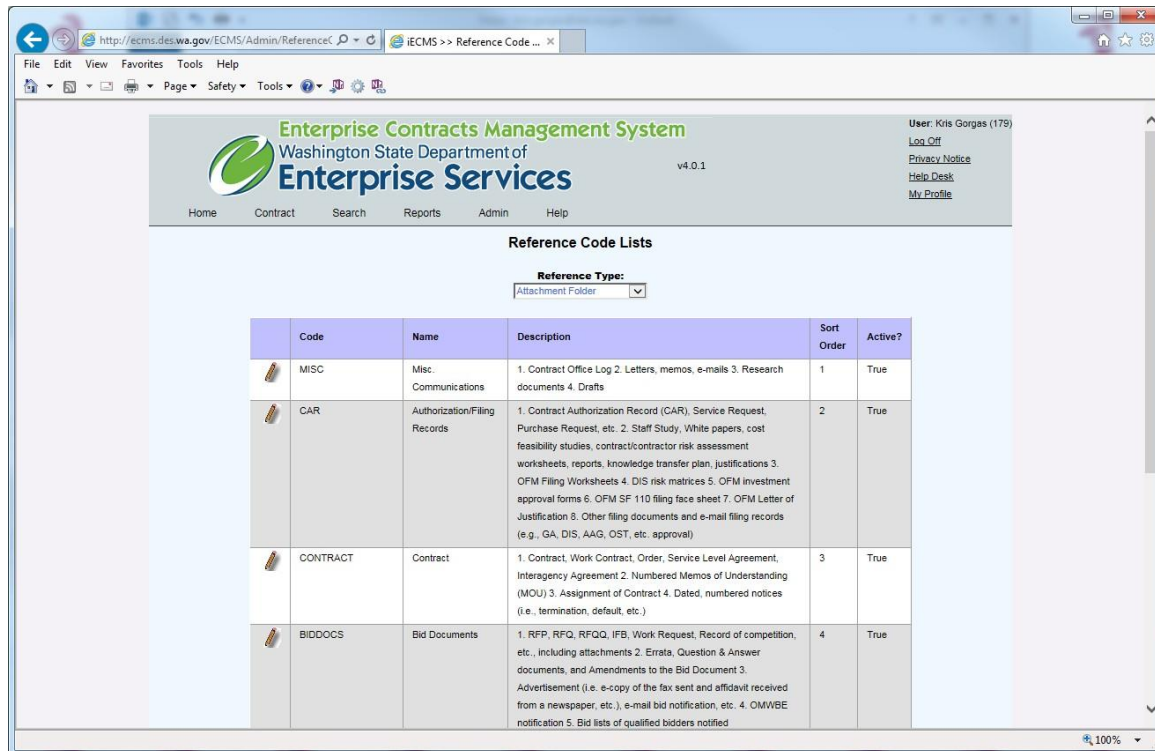 http://ecms.des.wa.gov/ECMS/Admin/Reference
iECMS >> Reference Code ...
File Edit View Favorites Tools Help
Page Safety Tools
Enterprise Contracts Management System
Washington State Department of
Enterprise Services
v4.0.1
User: Kris Gorgas (179)
Log Off
Privacy Notice
Help Desk
My Profile
Home Contract Search Reports Admin Help
Reference Code Lists
Reference Type:
Attachment Folder
Code Name Description Sort Order Active?
MISC Misc. Communications
1. Contract Office Log 2. Letters, memos, e-mails 3. Research
documents 4. Drafts
1 True
CAR Authorization/Filing Records
1. Contract Authorization Record (CAR), Service Request,
Purchase Request, etc. 2. Staff Study, White papers, cost
feasibility studies, contract/contractor risk assessment
worksheets, reports, knowledge transfer plan, justifications 3.
OFM Filing Worksheets 4. DIS risk matrices 5. OFM investment
approval forms 6. OFM SF 110 filing face sheet 7. OFM Letter of
Justification 8. Other filing documents and e-mail filing records
(e.g., GA, DIS, AAG, OST, etc. approval)
2 True
CONTRACT Contract
1. Contract, Work Contract, Order, Service Level Agreement,
Interagency Agreement 2. Numbered Memos of Understanding
(MOU) 3. Assignment of Contract 4. Dated, numbered notices
(i.e., termination, default, etc.)
3 True
BIDDOCS Bid Documents
1. RFP, RFQ, RFQQ, IFB, Work Request, Record of competition,
etc., including attachments 2. Errata, Question & Answer
documents, and Amendments to the Bid Document 3.
Advertisement (i.e. e-copy of the fax sent and affidavit received
from a newspaper, etc.), e-mail bid notification, etc. 4. OMWBE
notification 5. Bid lists of qualified bidders notified
4 True
100%